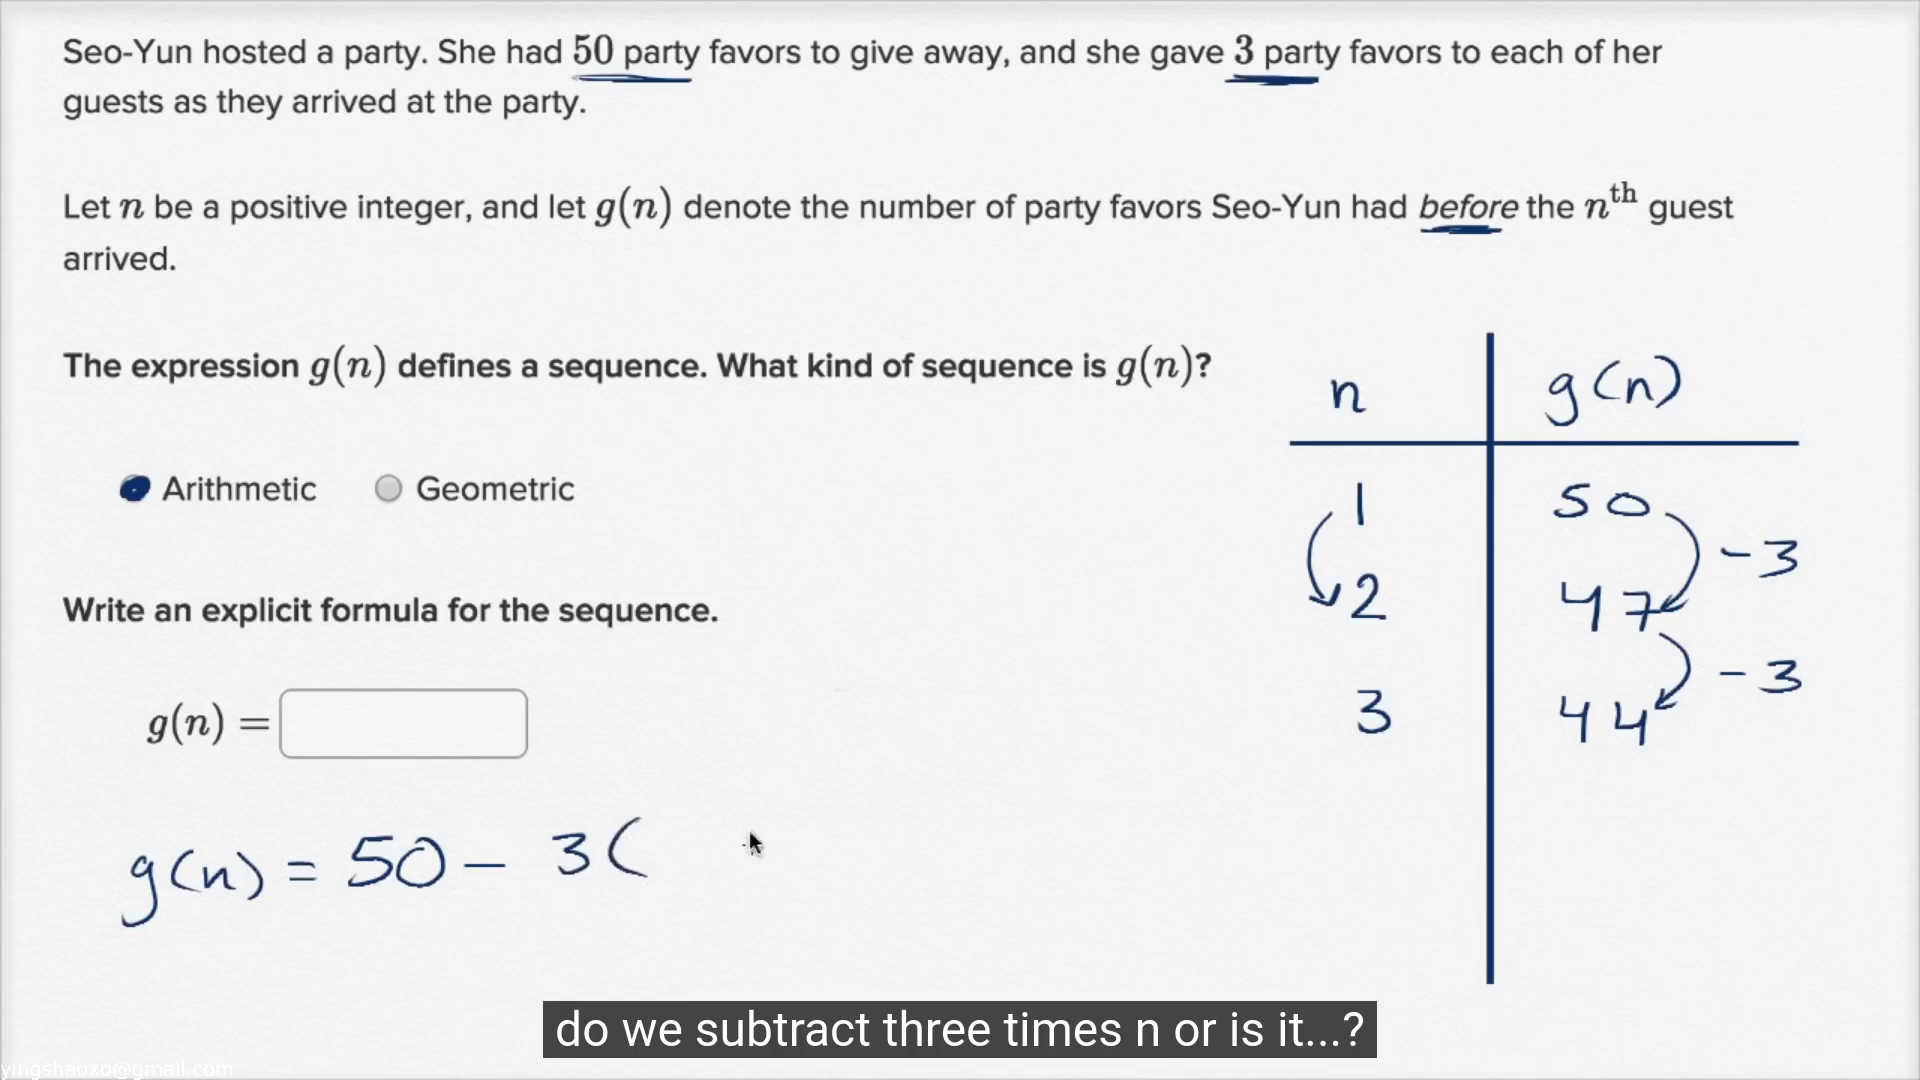 Seo-Yun hosted a party. She had 50 party favors to give away, and she gave 3 party favors to each of her
guests as they arrived at the party.
Let n be a positive integer, and let g(n) denote the number of party favors Seo-Yun had before the nth guest
arrived.
The expression g(n) defines a sequence. What kind of sequence is g(n)?
Arithmetic Geometric
Write an explicit formula for the sequence.
g(n) =
g(n) = 50 - 3(
n g(n)
1 50
-3
2 47
-3
3 44
do we subtract three times n or is it...?
yingshaoxo@gmail.com